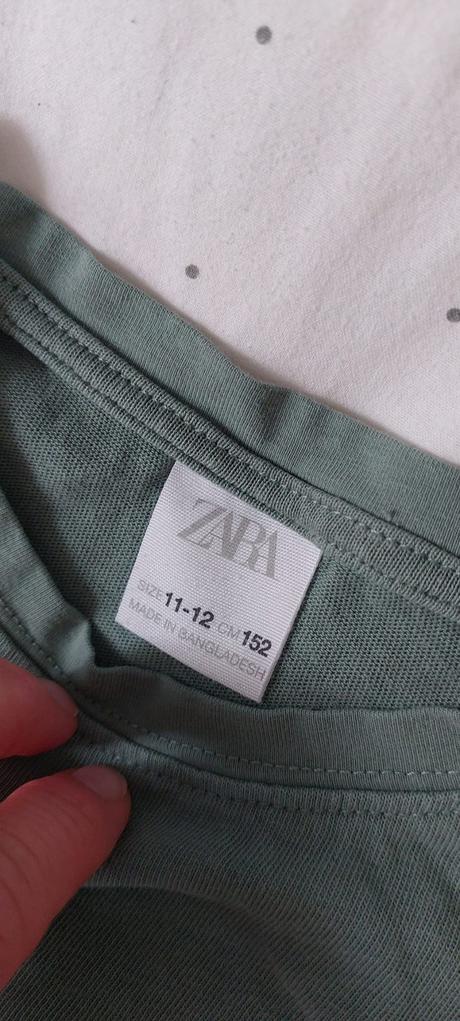 ZARA
SIZE 11-12 CM 152
MADE IN BANGLADESH